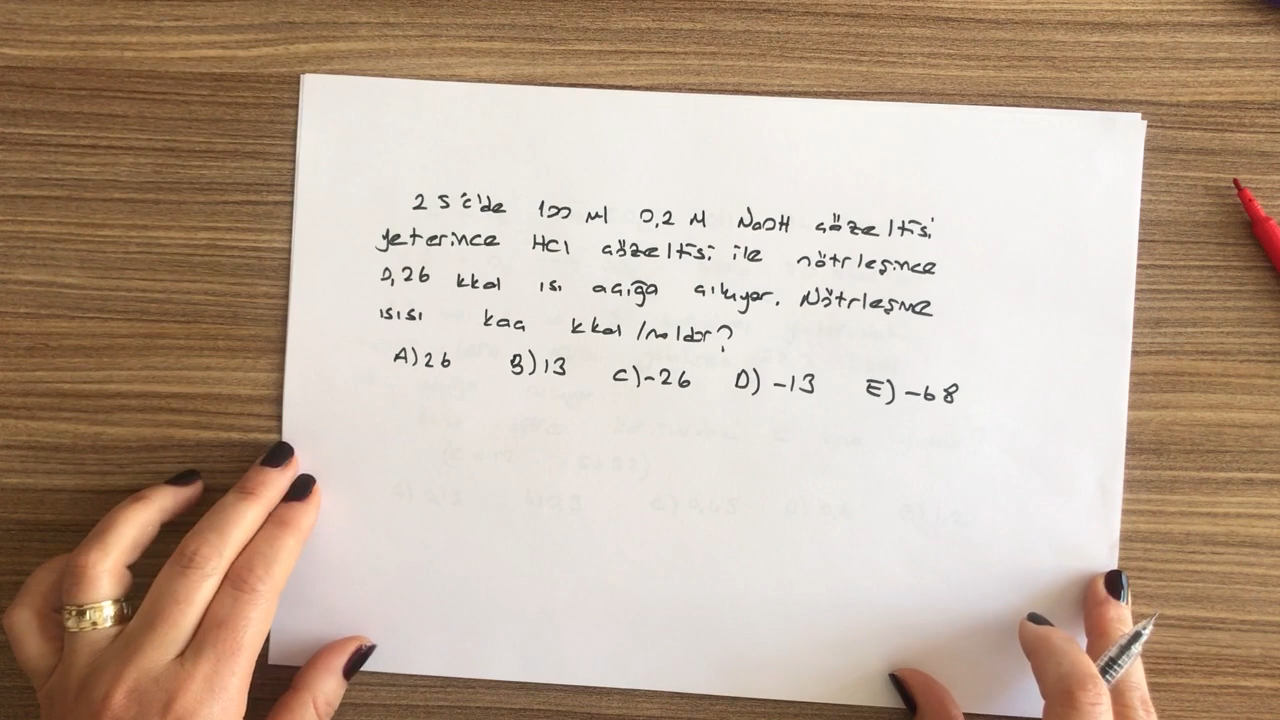 25 °C'de 100 ml 0,2 M NaOH çözeltisi
yeterince HCl çözeltisi ile nötrleşince
0,26 kkal ısı açığa çıkıyor. Nötrleşme
ısısı kaç kkal/moldür?
A) 26 B) 13 C) -26 D) -13 E) -68